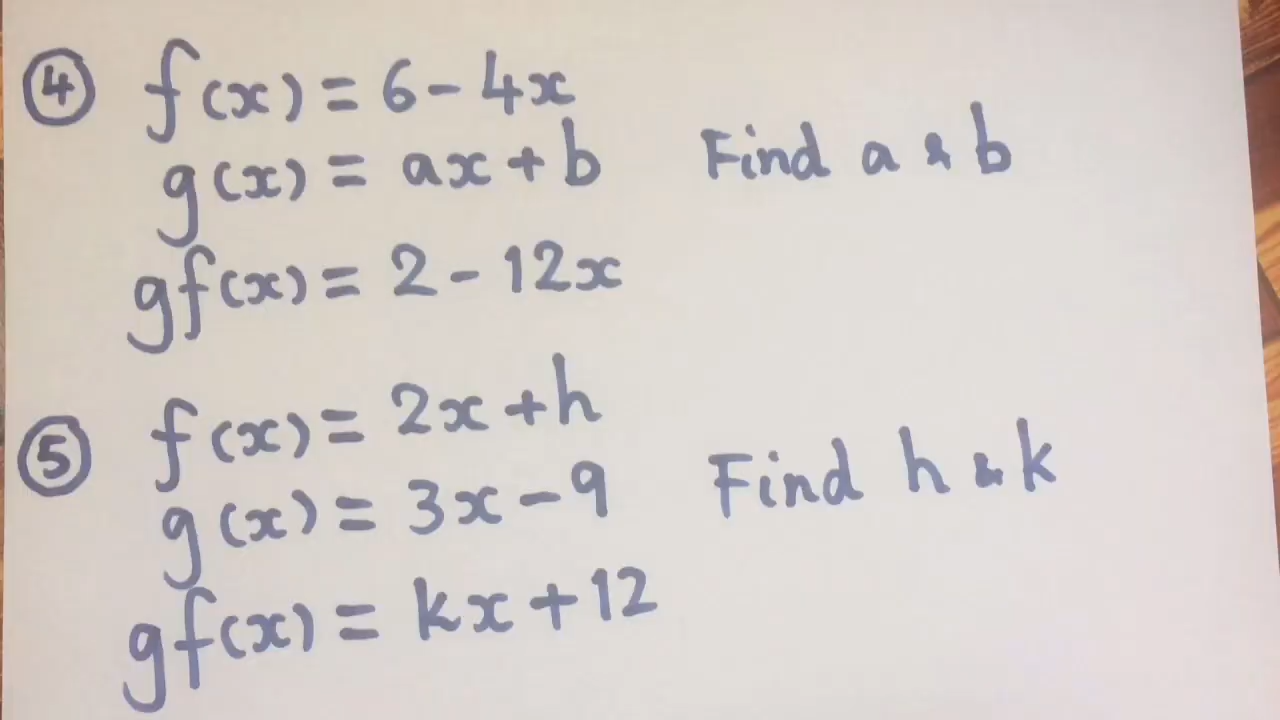 ④ f(x) = 6 - 4x
g(x) = ax + b Find a & b
gf(x) = 2 - 12x
⑤ f(x) = 2x + h
g(x) = 3x - 9 Find h & k
gf(x) = kx + 12